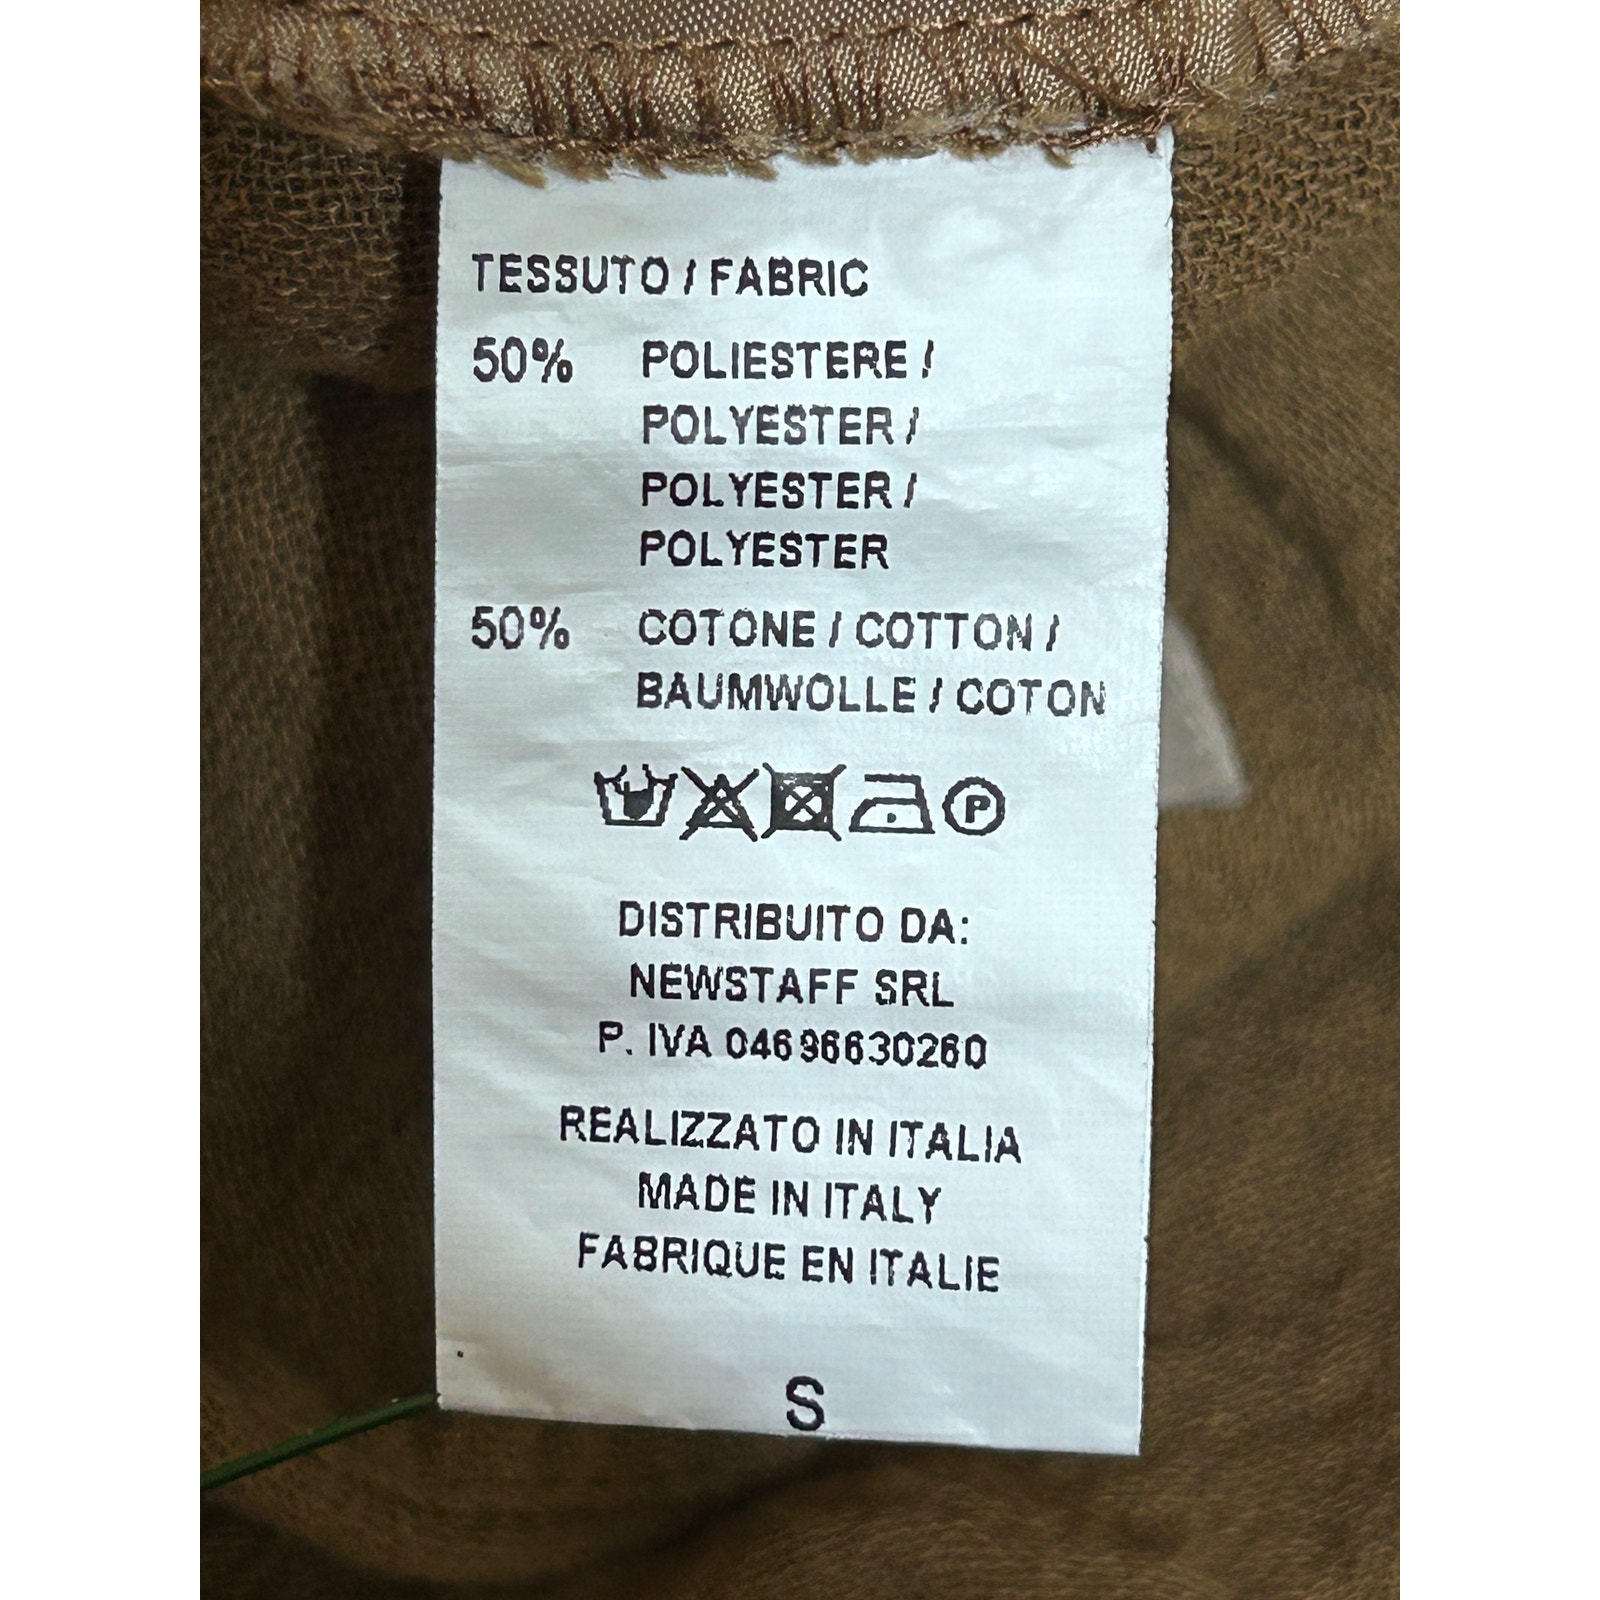 TESSUTO / FABRIC
50% POLIESTERE /
POLYESTER /
POLYESTER /
POLYESTER
50% COTONE / COTTON /
BAUMWOLLE / COTON
P
DISTRIBUITO DA:
NEWSTAFF SRL
P. IVA 04696630260
REALIZZATO IN ITALIA
MADE IN ITALY
FABRIQUE EN ITALIE
S